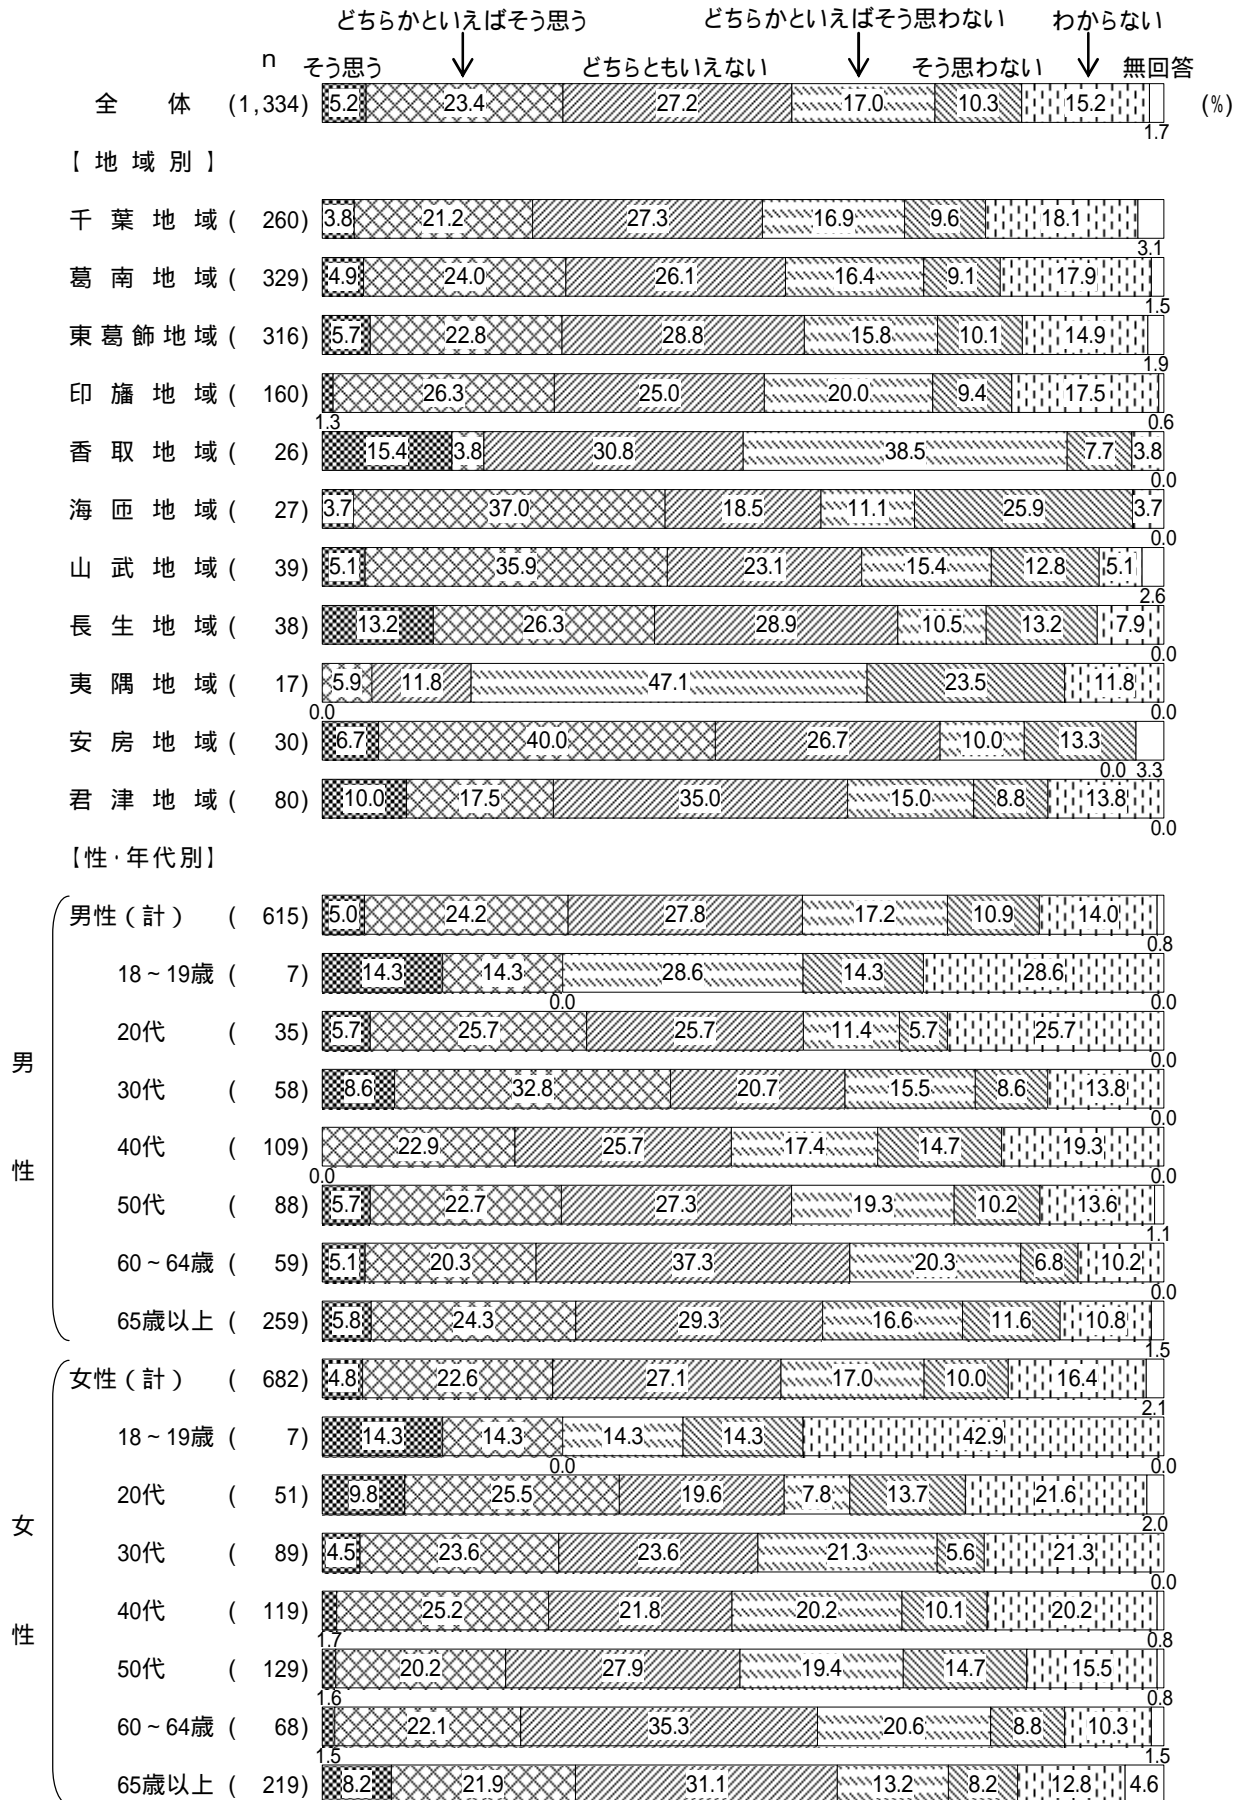 どちらかといえばそう思う どちらかといえばそう思わない わからない
n そう思う どちらともいえない そう思わない 無回答
全体 (1,334) 5.2 23.4 27.2 17.0 10.3 15.2 (%)
1.7
【地域別】
千葉地域( 260) 3.8 21.2 27.3 16.9 9.6 18.1
3.1
葛南地域( 329) 4.9 24.0 26.1 16.4 9.1 17.9
1.5
東葛飾地域( 316) 5.7 22.8 28.8 15.8 10.1 14.9
1.9
印旛地域( 160) 26.3 25.0 20.0 9.4 17.5
1.3 0.6
香取地域( 26) 15.4 3.8 30.8 38.5 7.7 3.8
0.0
海匝地域( 27) 3.7 37.0 18.5 11.1 25.9 3.7
0.0
山武地域( 39) 5.1 35.9 23.1 15.4 12.8 5.1
2.6
長生地域( 38) 13.2 26.3 28.9 10.5 13.2 7.9
0.0
夷隅地域( 17) 5.9 11.8 47.1 23.5 11.8
0.0 0.0
安房地域( 30) 6.7 40.0 26.7 10.0 13.3
0.0 3.3
君津地域( 80) 10.0 17.5 35.0 15.0 8.8 13.8
0.0
【性・年代別】
男性
男性(計) ( 615) 5.0 24.2 27.8 17.2 10.9 14.0
0.8
18~19歳 ( 7) 14.3 14.3 28.6 14.3 28.6
0.0 0.0
20代 ( 35) 5.7 25.7 25.7 11.4 5.7 25.7
0.0
30代 ( 58) 8.6 32.8 20.7 15.5 8.6 13.8
0.0
40代 ( 109) 22.9 25.7 17.4 14.7 19.3
0.0 0.0
50代 ( 88) 5.7 22.7 27.3 19.3 10.2 13.6
1.1
60~64歳 ( 59) 5.1 20.3 37.3 20.3 6.8 10.2
0.0
65歳以上 ( 259) 5.8 24.3 29.3 16.6 11.6 10.8
1.5
女性
女性(計) ( 682) 4.8 22.6 27.1 17.0 10.0 16.4
2.1
18~19歳 ( 7) 14.3 14.3 14.3 14.3 42.9
0.0 0.0
20代 ( 51) 9.8 25.5 19.6 7.8 13.7 21.6
2.0
30代 ( 89) 4.5 23.6 23.6 21.3 5.6 21.3
0.0
40代 ( 119) 25.2 21.8 20.2 10.1 20.2
1.7 0.8
50代 ( 129) 20.2 27.9 19.4 14.7 15.5
1.6 0.8
60~64歳 ( 68) 22.1 35.3 20.6 8.8 10.3
1.5 1.5
65歳以上 ( 219) 8.2 21.9 31.1 13.2 8.2 12.8 4.6